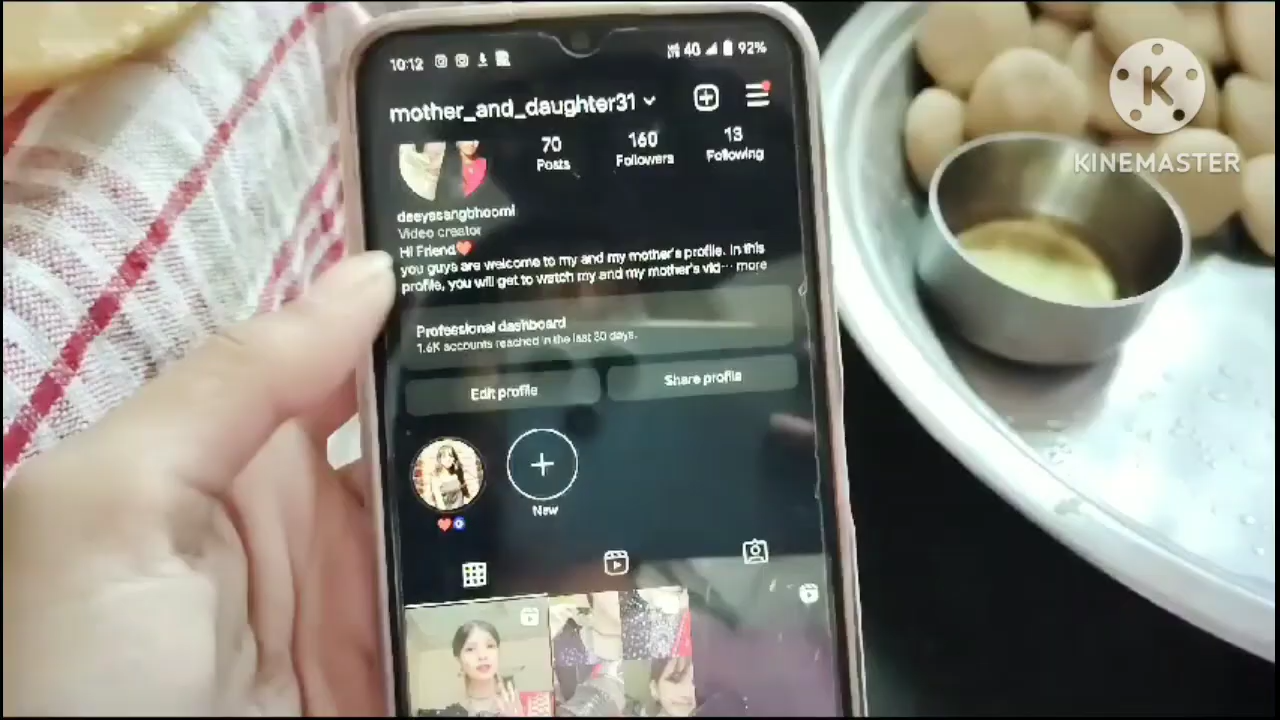 10:12
4G
92%
mother_and_daughter31
70
160
13
Posts
Followers
Following
deeyasangbhoomi
Video creator
Hi Friend❤️
you guys are welcome to my and my mother's profile. In this
profile, you will get to watch my and my mother's vid… more
Professional dashboard
1.6K accounts reached in the last 30 days.
Edit profile
Share profile
New
K
KINEMASTER